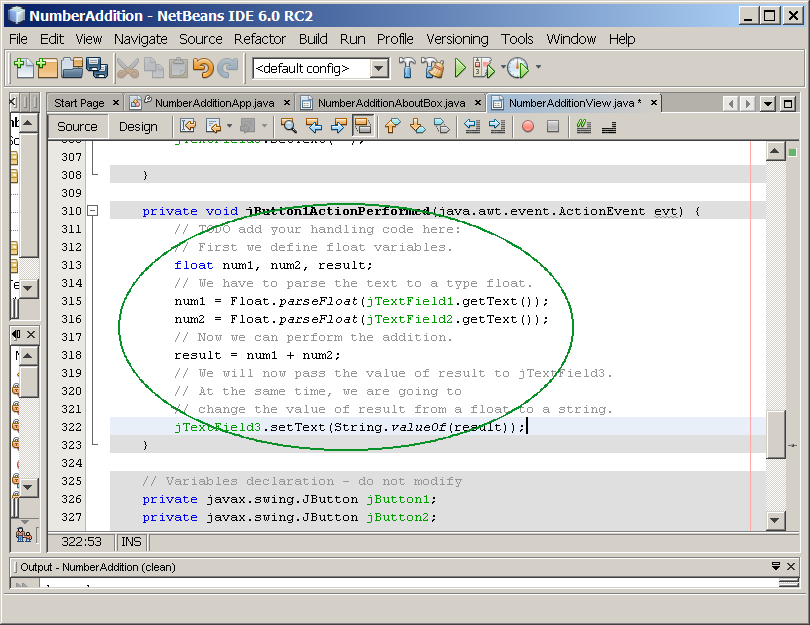 NumberAddition - NetBeans IDE 6.0 RC2
File Edit View Navigate Source Refactor Build Run Profile Versioning Tools Window Help
<default config>
Start Page NumberAdditionApp.java NumberAdditionAboutBox.java NumberAdditionView.java *
Source Design
307
308 }
309
310 private void jButton1ActionPerformed(java.awt.event.ActionEvent evt) {
311 // TODO add your handling code here:
312 // First we define float variables.
313 float num1, num2, result;
314 // We have to parse the text to a type float.
315 num1 = Float.parseFloat(jTextField1.getText());
316 num2 = Float.parseFloat(jTextField2.getText());
317 // Now we can perform the addition.
318 result = num1 + num2;
319 // We will now pass the value of result to jTextField3.
320 // At the same time, we are going to
321 // change the value of result from a float to a string.
322 jTextField3.setText(String.valueOf(result));
323 }
324
325 // Variables declaration - do not modify
326 private javax.swing.JButton jButton1;
327 private javax.swing.JButton jButton2;
322:53 INS
Output - NumberAddition (clean)